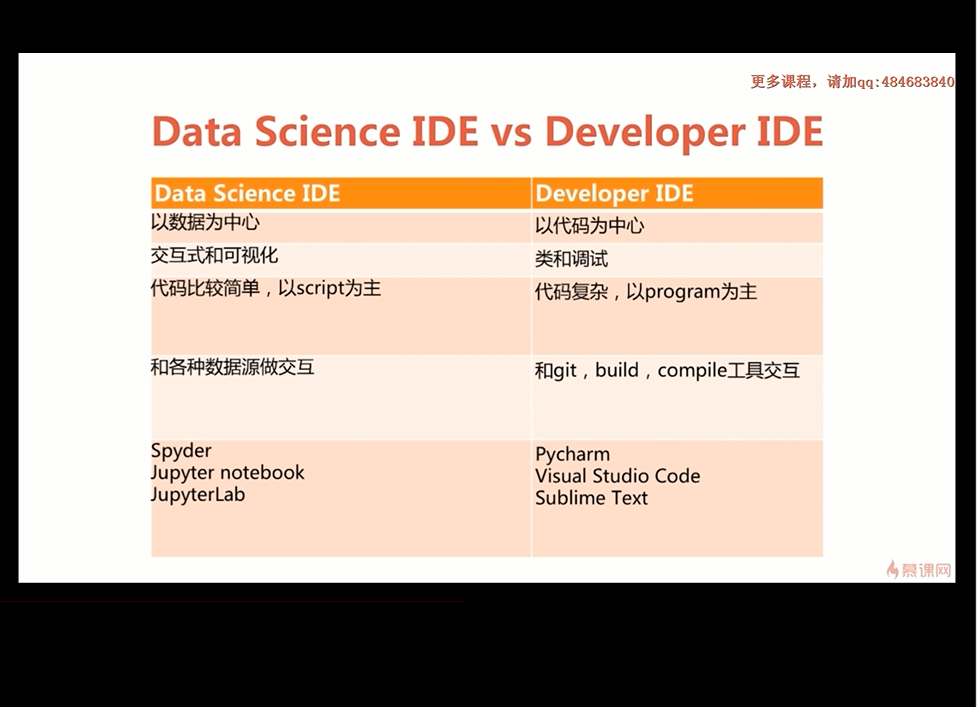 更多课程，请加qq:484683840
Data Science IDE vs Developer IDE
Data Science IDE
Developer IDE
以数据为中心
以代码为中心
交互式和可视化
类和调试
代码比较简单，以script为主
代码复杂，以program为主
和各种数据源做交互
和git，build，compile工具交互
Spyder
Jupyter notebook
JupyterLab
Pycharm
Visual Studio Code
Sublime Text
慕课网